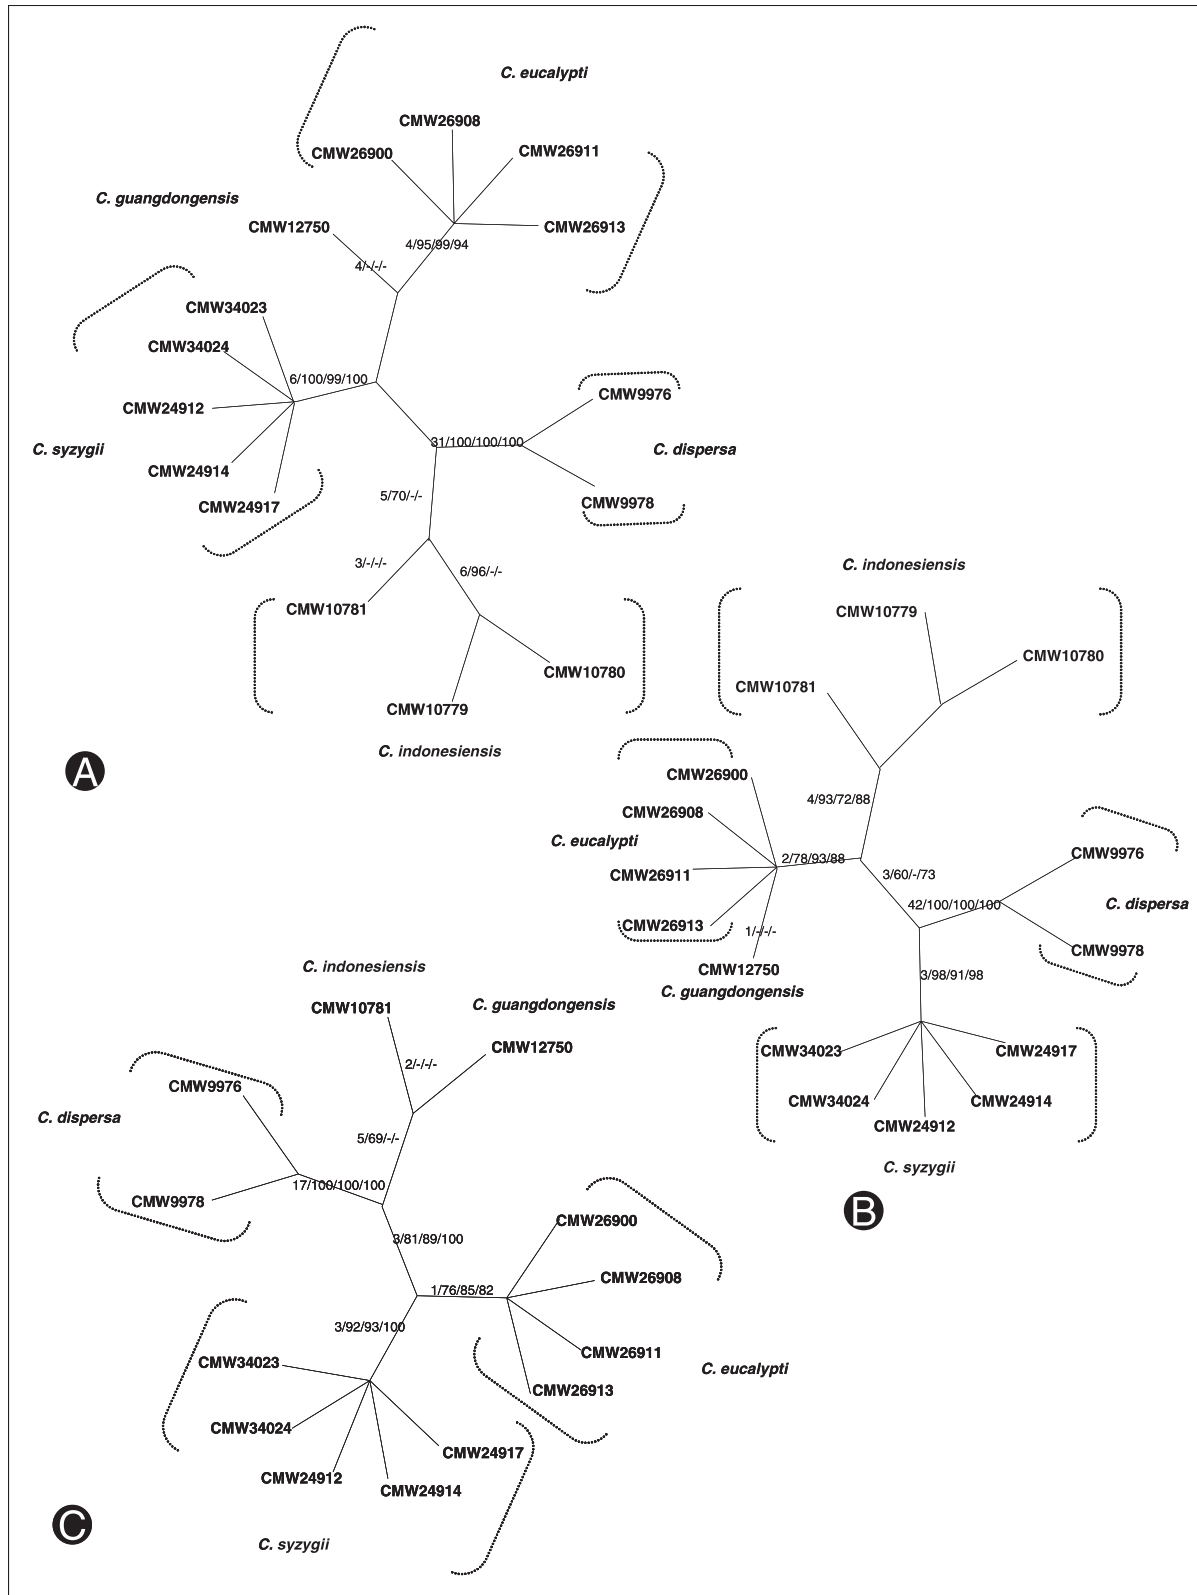 C. eucalypti
CMW26908
CMW26900
CMW26911
C. guangdongensis
CMW12750
CMW26913
4/95/99/94
4/-/-/-
CMW34023
CMW34024
6/100/99/100
CMW9976
CMW24912
31/100/100/100
C. syzygii
C. dispersa
CMW24914
5/70/-/-
CMW24917
CMW9978
3/-/-/-
6/96/-/-
CMW10781
CMW10780
CMW10779
C. indonesiensis
A
C. indonesiensis
CMW10779
CMW10780
CMW10781
CMW26900
4/93/72/88
CMW26908
C. eucalypti
2/78/93/88
CMW9976
CMW26911
3/60/-/73
42/100/100/100
C. dispersa
CMW26913
1/-/-/-
CMW9978
CMW12750
3/98/91/98
C. guangdongensis
CMW34023
CMW24917
CMW34024
CMW24914
CMW24912
C. syzygii
B
C. indonesiensis
CMW10781
C. guangdongensis
CMW12750
2/-/-/-
CMW9976
C. dispersa
5/69/-/-
17/100/100/100
CMW9978
CMW26900
3/81/89/100
CMW26908
1/76/85/82
3/92/93/100
CMW26911
CMW34023
C. eucalypti
CMW26913
CMW34024
CMW24917
CMW24912
CMW24914
C
C. syzygii